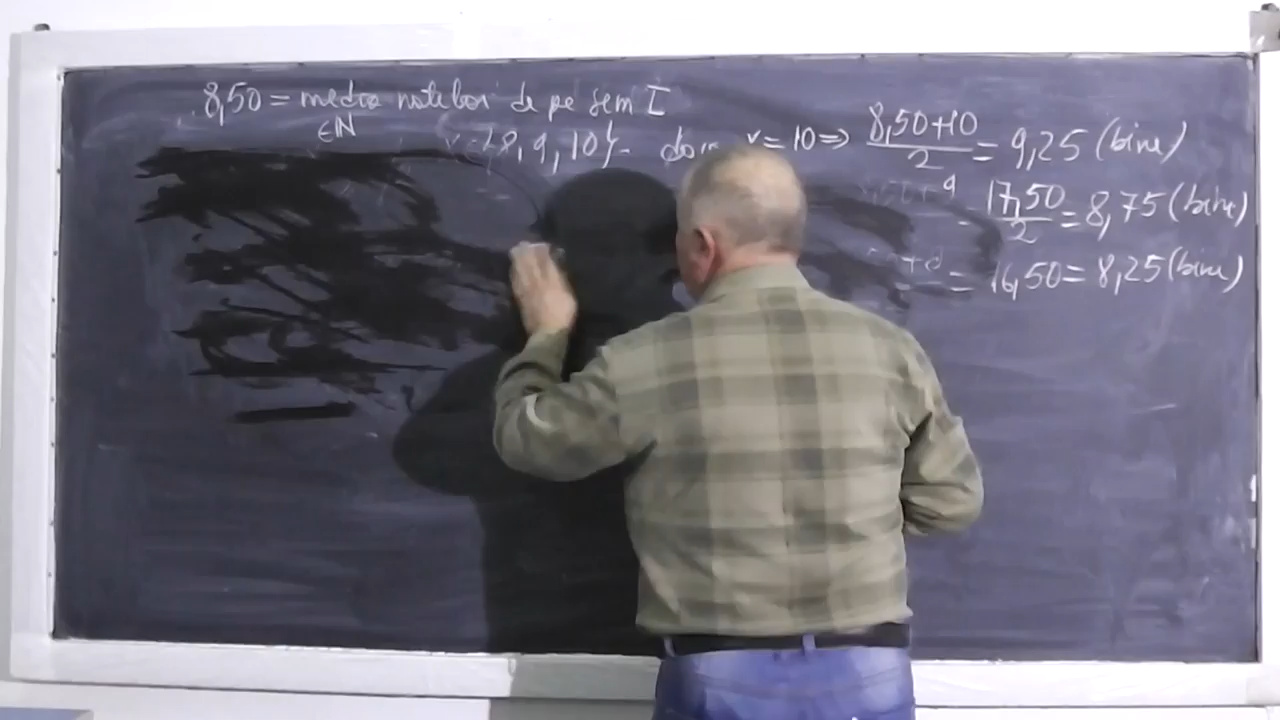 8,50 = media notelor de pe sem I
∈ℕ
8, 9, 10}. x = 10 ⇒ (8,50+10)/2 = 9,25 (bine)
+ 9 = 17,50/2 = 8,75 (bine)
= 16,50 = 8,25 (bine)